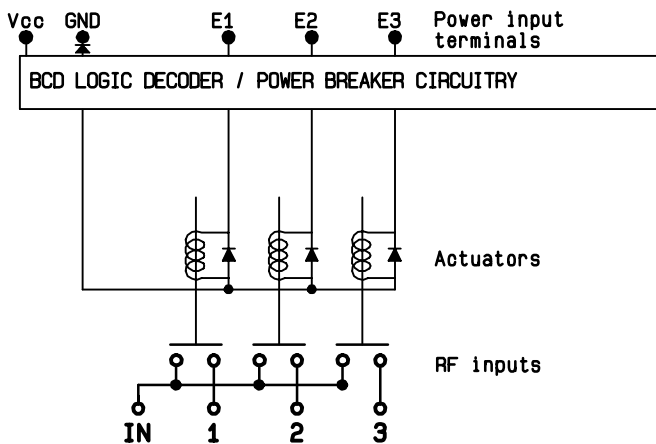 Vcc GND E1 E2 E3 Power input
terminals
BCD LOGIC DECODER / POWER BREAKER CIRCUITRY
Actuators
RF inputs
IN 1 2 3